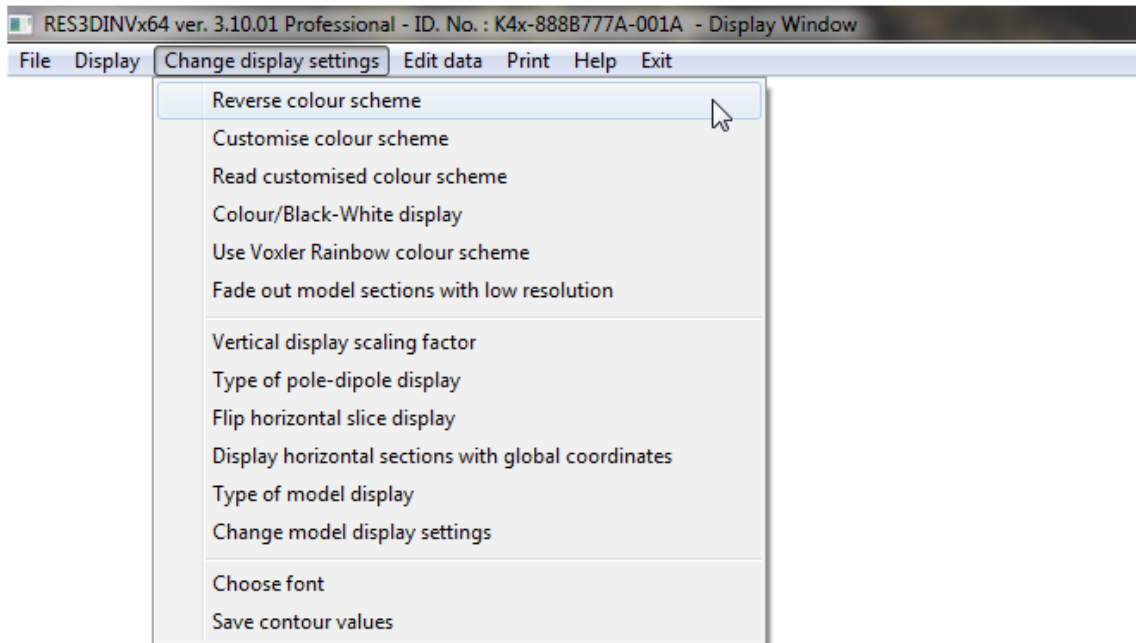 RES3DINVx64 ver. 3.10.01 Professional - ID. No. : K4x-888B777A-001A - Display Window
File Display Change display settings Edit data Print Help Exit
Reverse colour scheme
Customise colour scheme
Read customised colour scheme
Colour/Black-White display
Use Voxler Rainbow colour scheme
Fade out model sections with low resolution
Vertical display scaling factor
Type of pole-dipole display
Flip horizontal slice display
Display horizontal sections with global coordinates
Type of model display
Change model display settings
Choose font
Save contour values